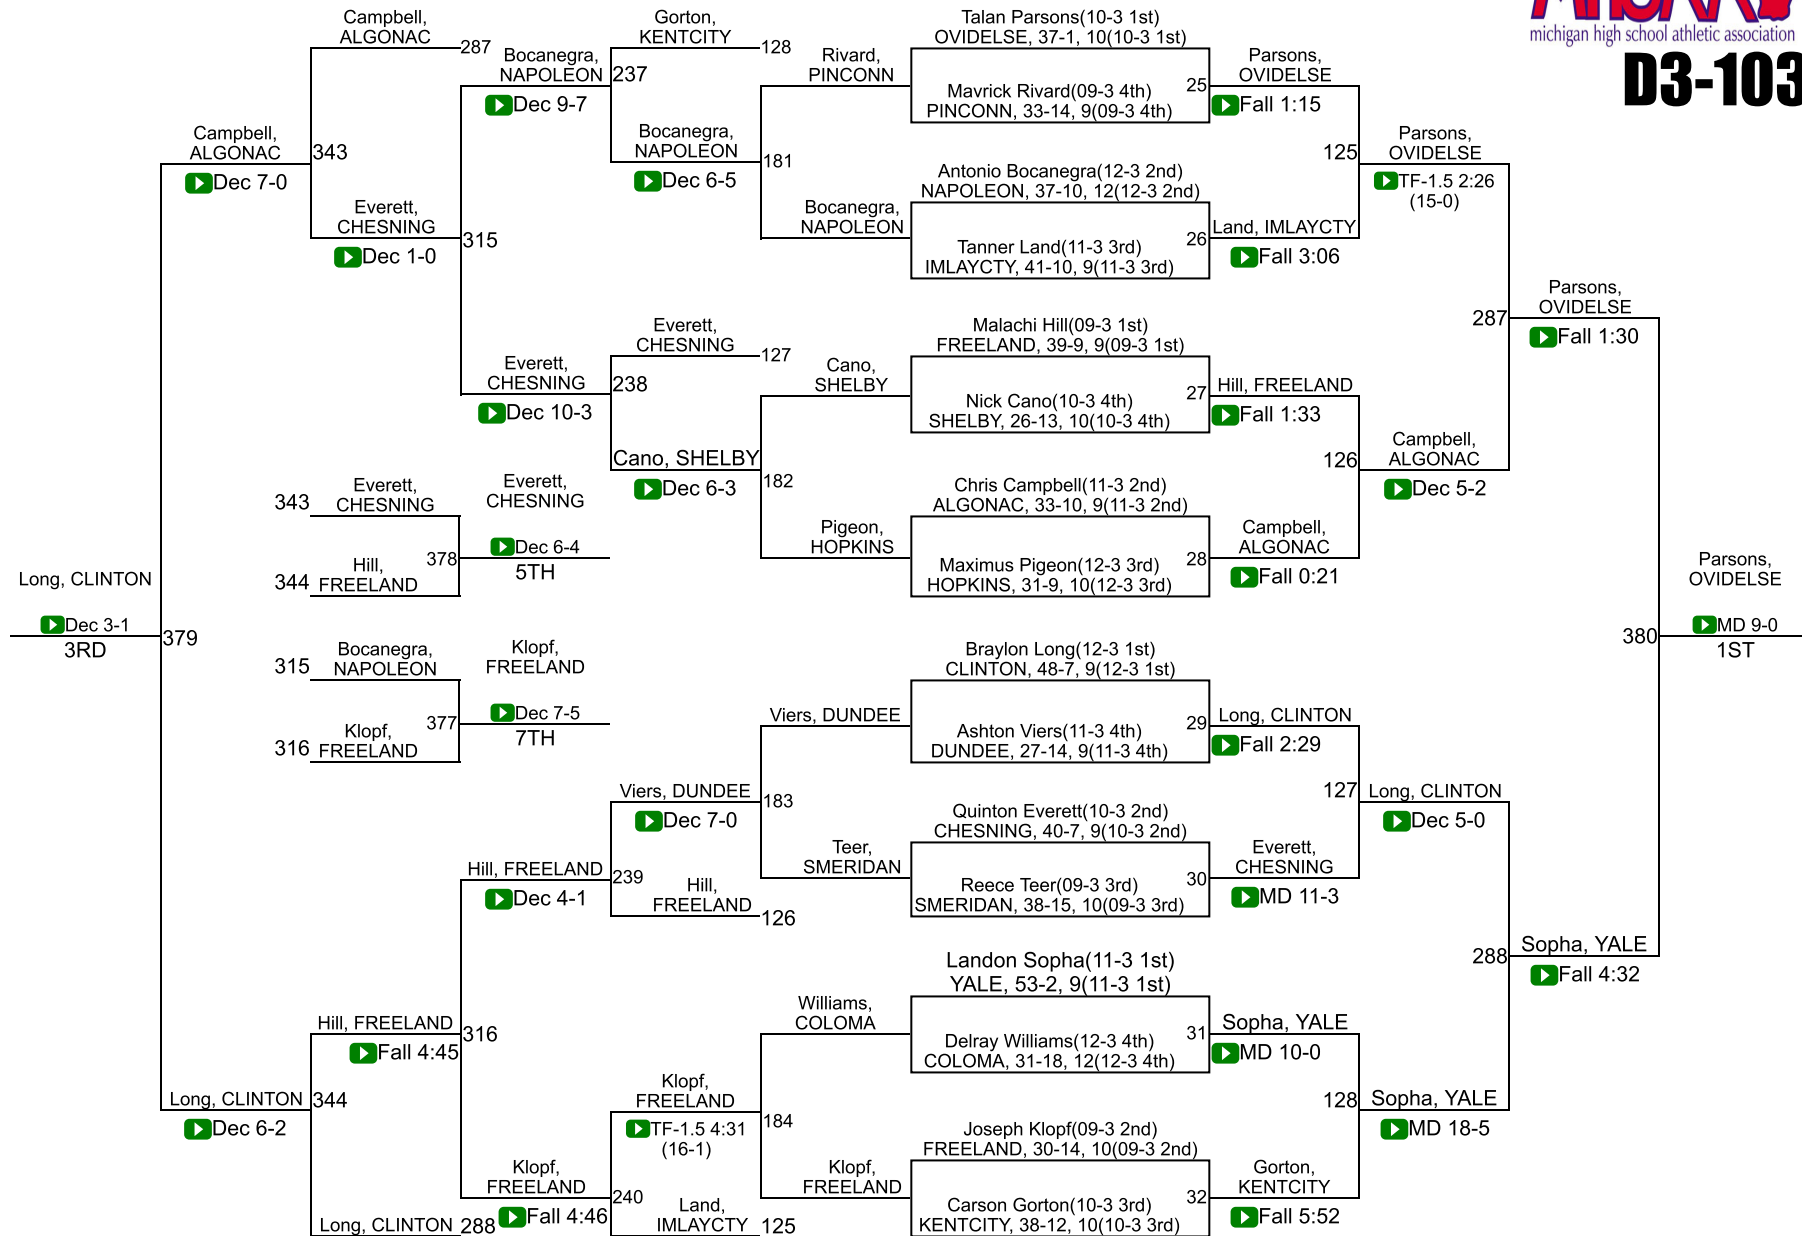 michigan high school athletic association
D3-103
Campbell,
ALGONAC
287
Gorton,
KENTCITY
128
Talan Parsons(10-3 1st)
OVIDELSE, 37-1, 10(10-3 1st)
Bocanegra,
NAPOLEON
237
Dec 9-7
Rivard,
PINCONN
Mavrick Rivard(09-3 4th)
PINCONN, 33-14, 9(09-3 4th)
25
Parsons,
OVIDELSE
Fall 1:15
Campbell,
ALGONAC
343
Dec 7-0
Bocanegra,
NAPOLEON
181
Dec 6-5
Antonio Bocanegra(12-3 2nd)
NAPOLEON, 37-10, 12(12-3 2nd)
125
Parsons,
OVIDELSE
TF-1.5 2:26
(15-0)
Everett,
CHESNING
315
Dec 1-0
Bocanegra,
NAPOLEON
Tanner Land(11-3 3rd)
IMLAYCTY, 41-10, 9(11-3 3rd)
26
Land, IMLAYCTY
Fall 3:06
287
Parsons,
OVIDELSE
Fall 1:30
Everett,
CHESNING
127
Malachi Hill(09-3 1st)
FREELAND, 39-9, 9(09-3 1st)
Everett,
CHESNING
238
Dec 10-3
Cano,
SHELBY
Nick Cano(10-3 4th)
SHELBY, 26-13, 10(10-3 4th)
27
Hill, FREELAND
Fall 1:33
Cano, SHELBY
182
Dec 6-3
Chris Campbell(11-3 2nd)
ALGONAC, 33-10, 9(11-3 2nd)
126
Campbell,
ALGONAC
Dec 5-2
343
Everett,
CHESNING
Everett,
CHESNING
378
Dec 6-4
5TH
344
Hill,
FREELAND
Pigeon,
HOPKINS
Maximus Pigeon(12-3 3rd)
HOPKINS, 31-9, 10(12-3 3rd)
28
Campbell,
ALGONAC
Fall 0:21
Long, CLINTON
Dec 3-1
3RD
379
380
Parsons,
OVIDELSE
MD 9-0
1ST
315
Bocanegra,
NAPOLEON
Klopf,
FREELAND
377
Dec 7-5
7TH
316
Klopf,
FREELAND
Braylon Long(12-3 1st)
CLINTON, 48-7, 9(12-3 1st)
Viers, DUNDEE
Ashton Viers(11-3 4th)
DUNDEE, 27-14, 9(11-3 4th)
29
Long, CLINTON
Fall 2:29
Viers, DUNDEE
183
Dec 7-0
Quinton Everett(10-3 2nd)
CHESNING, 40-7, 9(10-3 2nd)
127
Long, CLINTON
Dec 5-0
Hill, FREELAND
239
Dec 4-1
Hill,
FREELAND
126
Teer,
SMERIDAN
Reece Teer(09-3 3rd)
SMERIDAN, 38-15, 10(09-3 3rd)
30
Everett,
CHESNING
MD 11-3
288
Sopha, YALE
Fall 4:32
Landon Sopha(11-3 1st)
YALE, 53-2, 9(11-3 1st)
Hill, FREELAND
316
Fall 4:45
Williams,
COLOMA
Delray Williams(12-3 4th)
COLOMA, 31-18, 12(12-3 4th)
31
Sopha, YALE
MD 10-0
Long, CLINTON
344
Dec 6-2
Klopf,
FREELAND
184
TF-1.5 4:31
(16-1)
Joseph Klopf(09-3 2nd)
FREELAND, 30-14, 10(09-3 2nd)
128
Sopha, YALE
MD 18-5
Klopf,
FREELAND
240
Fall 4:46
Klopf,
FREELAND
Carson Gorton(10-3 3rd)
KENTCITY, 38-12, 10(10-3 3rd)
32
Gorton,
KENTCITY
Fall 5:52
Long, CLINTON
288
Land,
IMLAYCTY
125